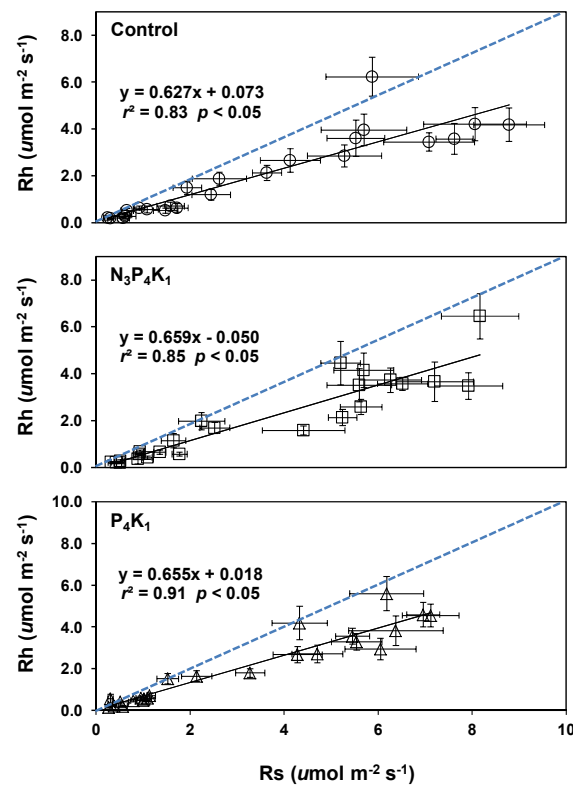 Control
y = 0.627x + 0.073
r² = 0.83 p < 0.05
8.0
6.0
4.0
2.0
0.0
Rh (umol m⁻² s⁻¹)
N₃P₄K₁
y = 0.659x - 0.050
r² = 0.85 p < 0.05
8.0
6.0
4.0
2.0
0.0
Rh (umol m⁻² s⁻¹)
P₄K₁
y = 0.655x + 0.018
r² = 0.91 p < 0.05
10.0
8.0
6.0
4.0
2.0
0.0
Rh (umol m⁻² s⁻¹)
0 2 4 6 8 10
Rs (umol m⁻² s⁻¹)